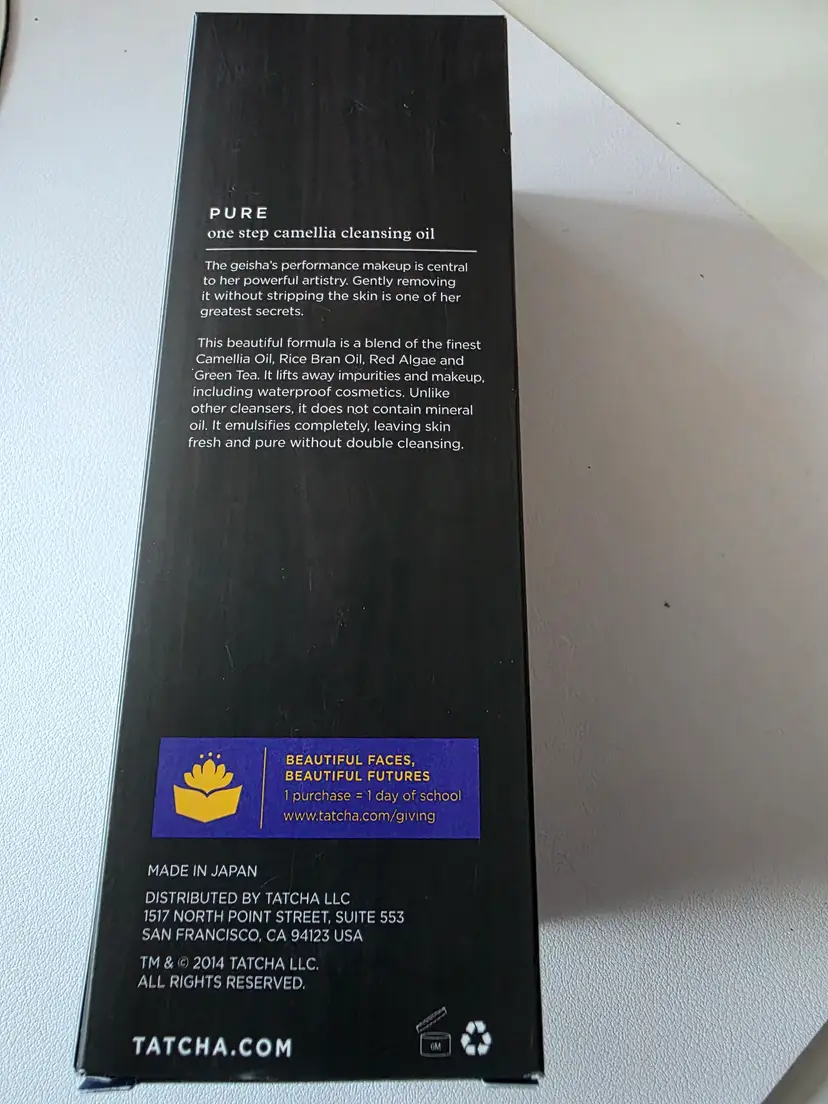 PURE
one step camellia cleansing oil
The geisha's performance makeup is central
to her powerful artistry. Gently removing
it without stripping the skin is one of her
greatest secrets.
This beautiful formula is a blend of the finest
Camellia Oil, Rice Bran Oil, Red Algae and
Green Tea. It lifts away impurities and makeup,
including waterproof cosmetics. Unlike
other cleansers, it does not contain mineral
oil. It emulsifies completely, leaving skin
fresh and pure without double cleansing.
BEAUTIFUL FACES,
BEAUTIFUL FUTURES
1 purchase = 1 day of school
www.tatcha.com/giving
MADE IN JAPAN
DISTRIBUTED BY TATCHA LLC
1517 NORTH POINT STREET, SUITE 553
SAN FRANCISCO, CA 94123 USA
TM & © 2014 TATCHA LLC.
ALL RIGHTS RESERVED.
TATCHA.COM
6M